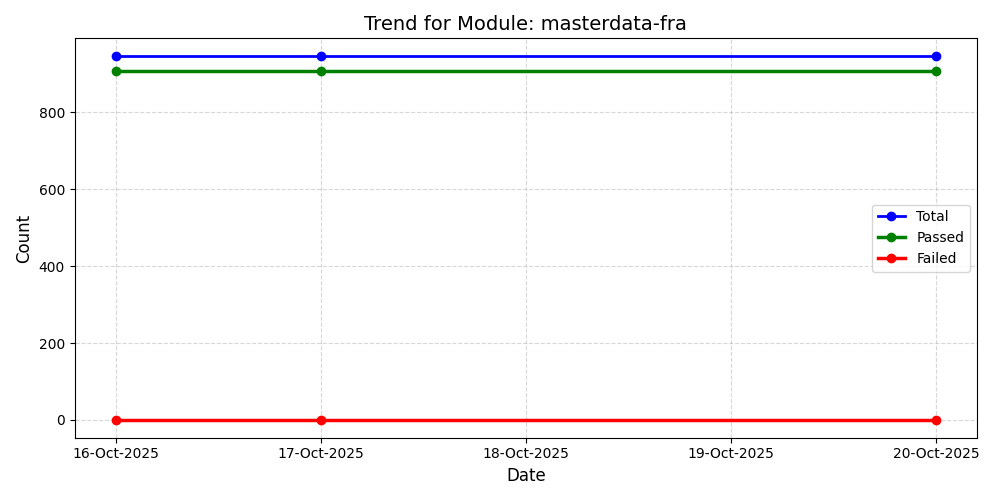 Trend for Module: masterdata-fra
Count
800
600
400
200
0
Total
Passed
Failed
16-Oct-2025 17-Oct-2025 18-Oct-2025 19-Oct-2025 20-Oct-2025
Date